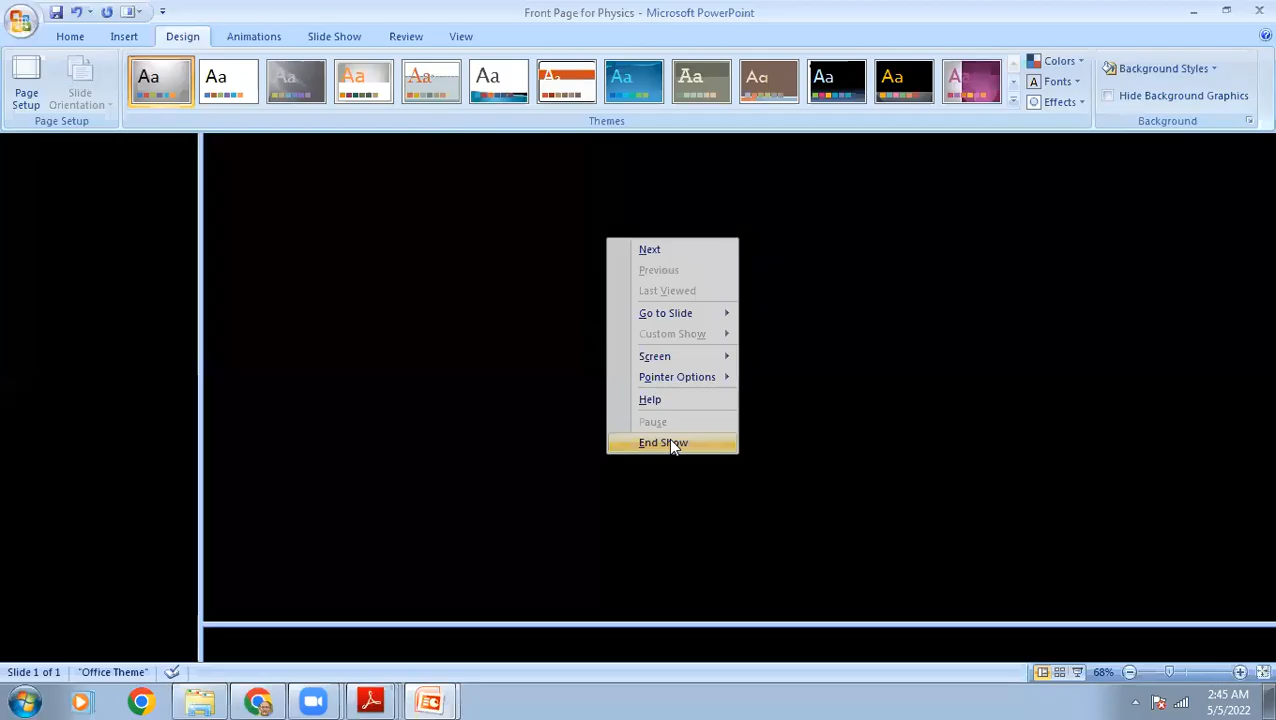 Front Page for Physics - Microsoft PowerPoint
Home Insert Design Animations Slide Show Review View
Page Setup
Slide Orientation
Aa Aa Aa Aa Aa Aa Aa Aa Aa Aa Aa Aa Aa
Colors
Fonts
Effects
Background Styles
Hide Background Graphics
Page Setup Themes Background
Next
Previous
Last Viewed
Go to Slide
Custom Show
Screen
Pointer Options
Help
Pause
End Show
Slide 1 of 1 "Office Theme" 68%
2:45 AM
5/5/2022